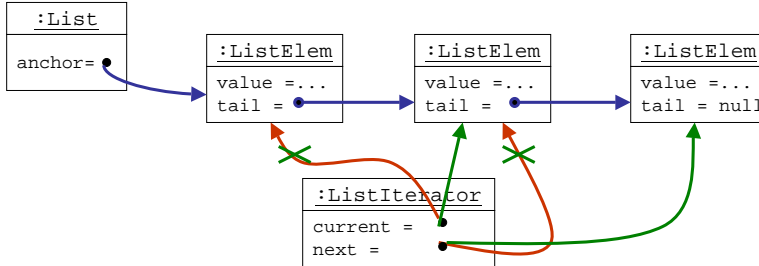 :List
anchor=
:ListElem
value =...
tail =
:ListElem
value =...
tail =
:ListElem
value =...
tail = null
:ListIterator
current =
next =